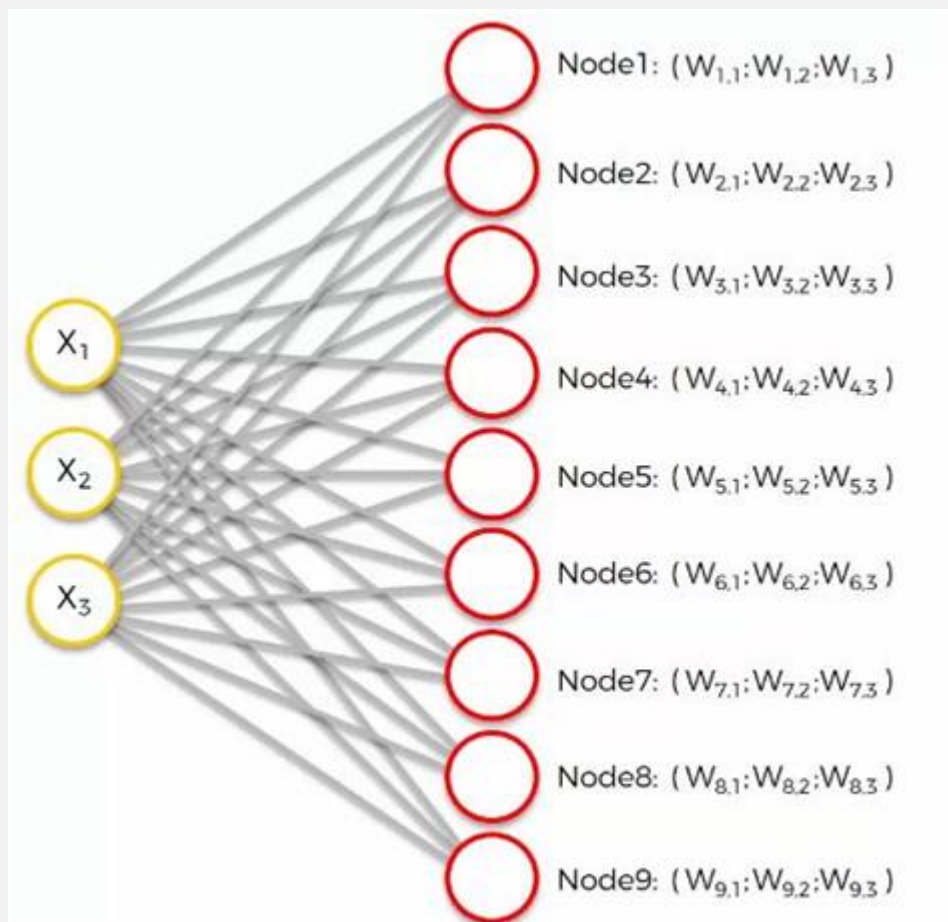 Node1: (W₁,₁;W₁,₂;W₁,₃)
Node2: (W₂,₁;W₂,₂;W₂,₃)
Node3: (W₃,₁;W₃,₂;W₃,₃)
X₁
Node4: (W₄,₁;W₄,₂;W₄,₃)
X₂
Node5: (W₅,₁;W₅,₂;W₅,₃)
Node6: (W₆,₁;W₆,₂;W₆,₃)
X₃
Node7: (W₇,₁;W₇,₂;W₇,₃)
Node8: (W₈,₁;W₈,₂;W₈,₃)
Node9: (W₉,₁;W₉,₂;W₉,₃)